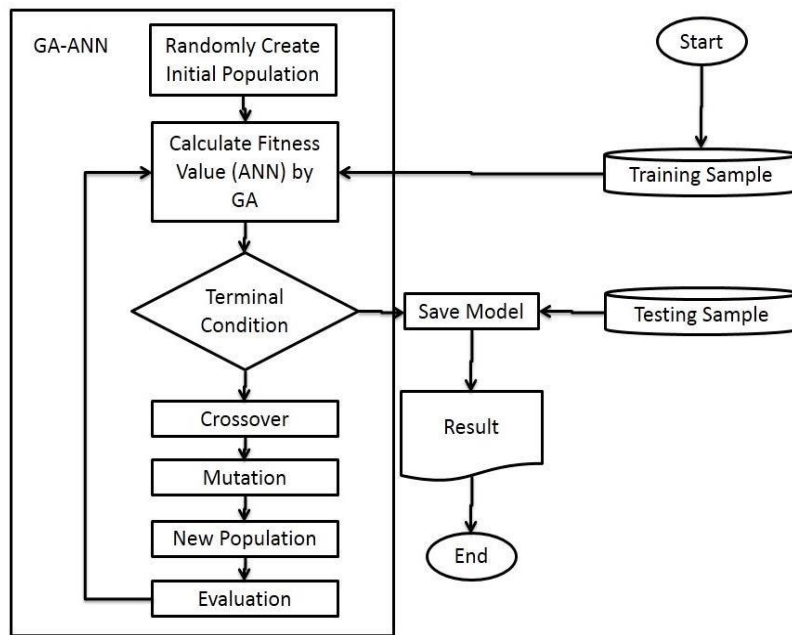 GA-ANN
Randomly Create
Initial Population
Start
Calculate Fitness
Value (ANN) by
GA
Training Sample
Terminal
Condition
Save Model
Testing Sample
Crossover
Result
Mutation
New Population
End
Evaluation